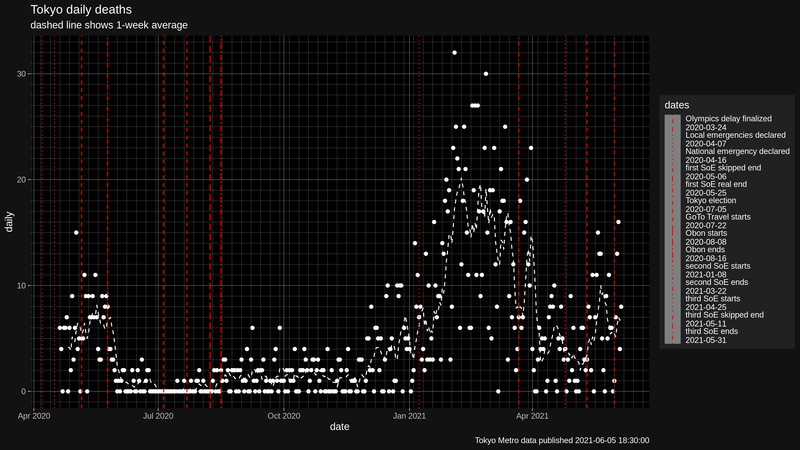 Tokyo daily deaths
dashed line shows 1-week average
daily
30
20
10
0
Apr 2020
Jul 2020
Oct 2020
Jan 2021
Apr 2021
date
Tokyo Metro data published 2021-06-05 18:30:00
dates
Olympics delay finalized
2020-03-24
Local emergencies declared
2020-04-07
National emergency declared
2020-04-16
first SoE skipped end
2020-05-06
first SoE real end
2020-05-25
Tokyo election
2020-07-05
GoTo Travel starts
2020-07-22
Obon starts
2020-08-08
Obon ends
2020-08-16
second SoE starts
2021-01-08
second SoE ends
2021-03-22
third SoE starts
2021-04-25
third SoE skipped end
2021-05-11
third SoE ends
2021-05-31